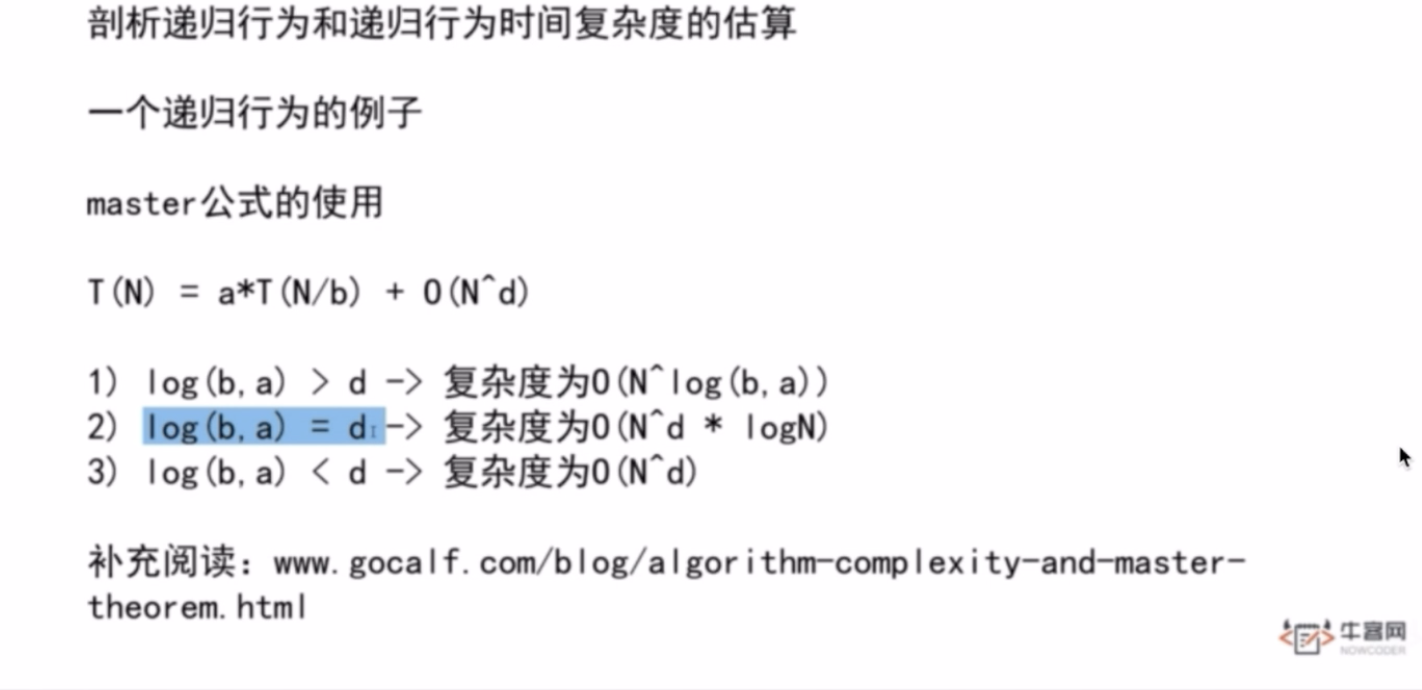 剖析递归行为和递归行为时间复杂度的估算
一个递归行为的例子
master公式的使用
T(N) = a*T(N/b) + O(N^d)
1) log(b,a) > d -> 复杂度为O(N^log(b,a))
2) log(b,a) = d -> 复杂度为O(N^d * logN)
3) log(b,a) < d -> 复杂度为O(N^d)
补充阅读：www.gocalf.com/blog/algorithm-complexity-and-master-
theorem.html
牛客网
NOWCODER